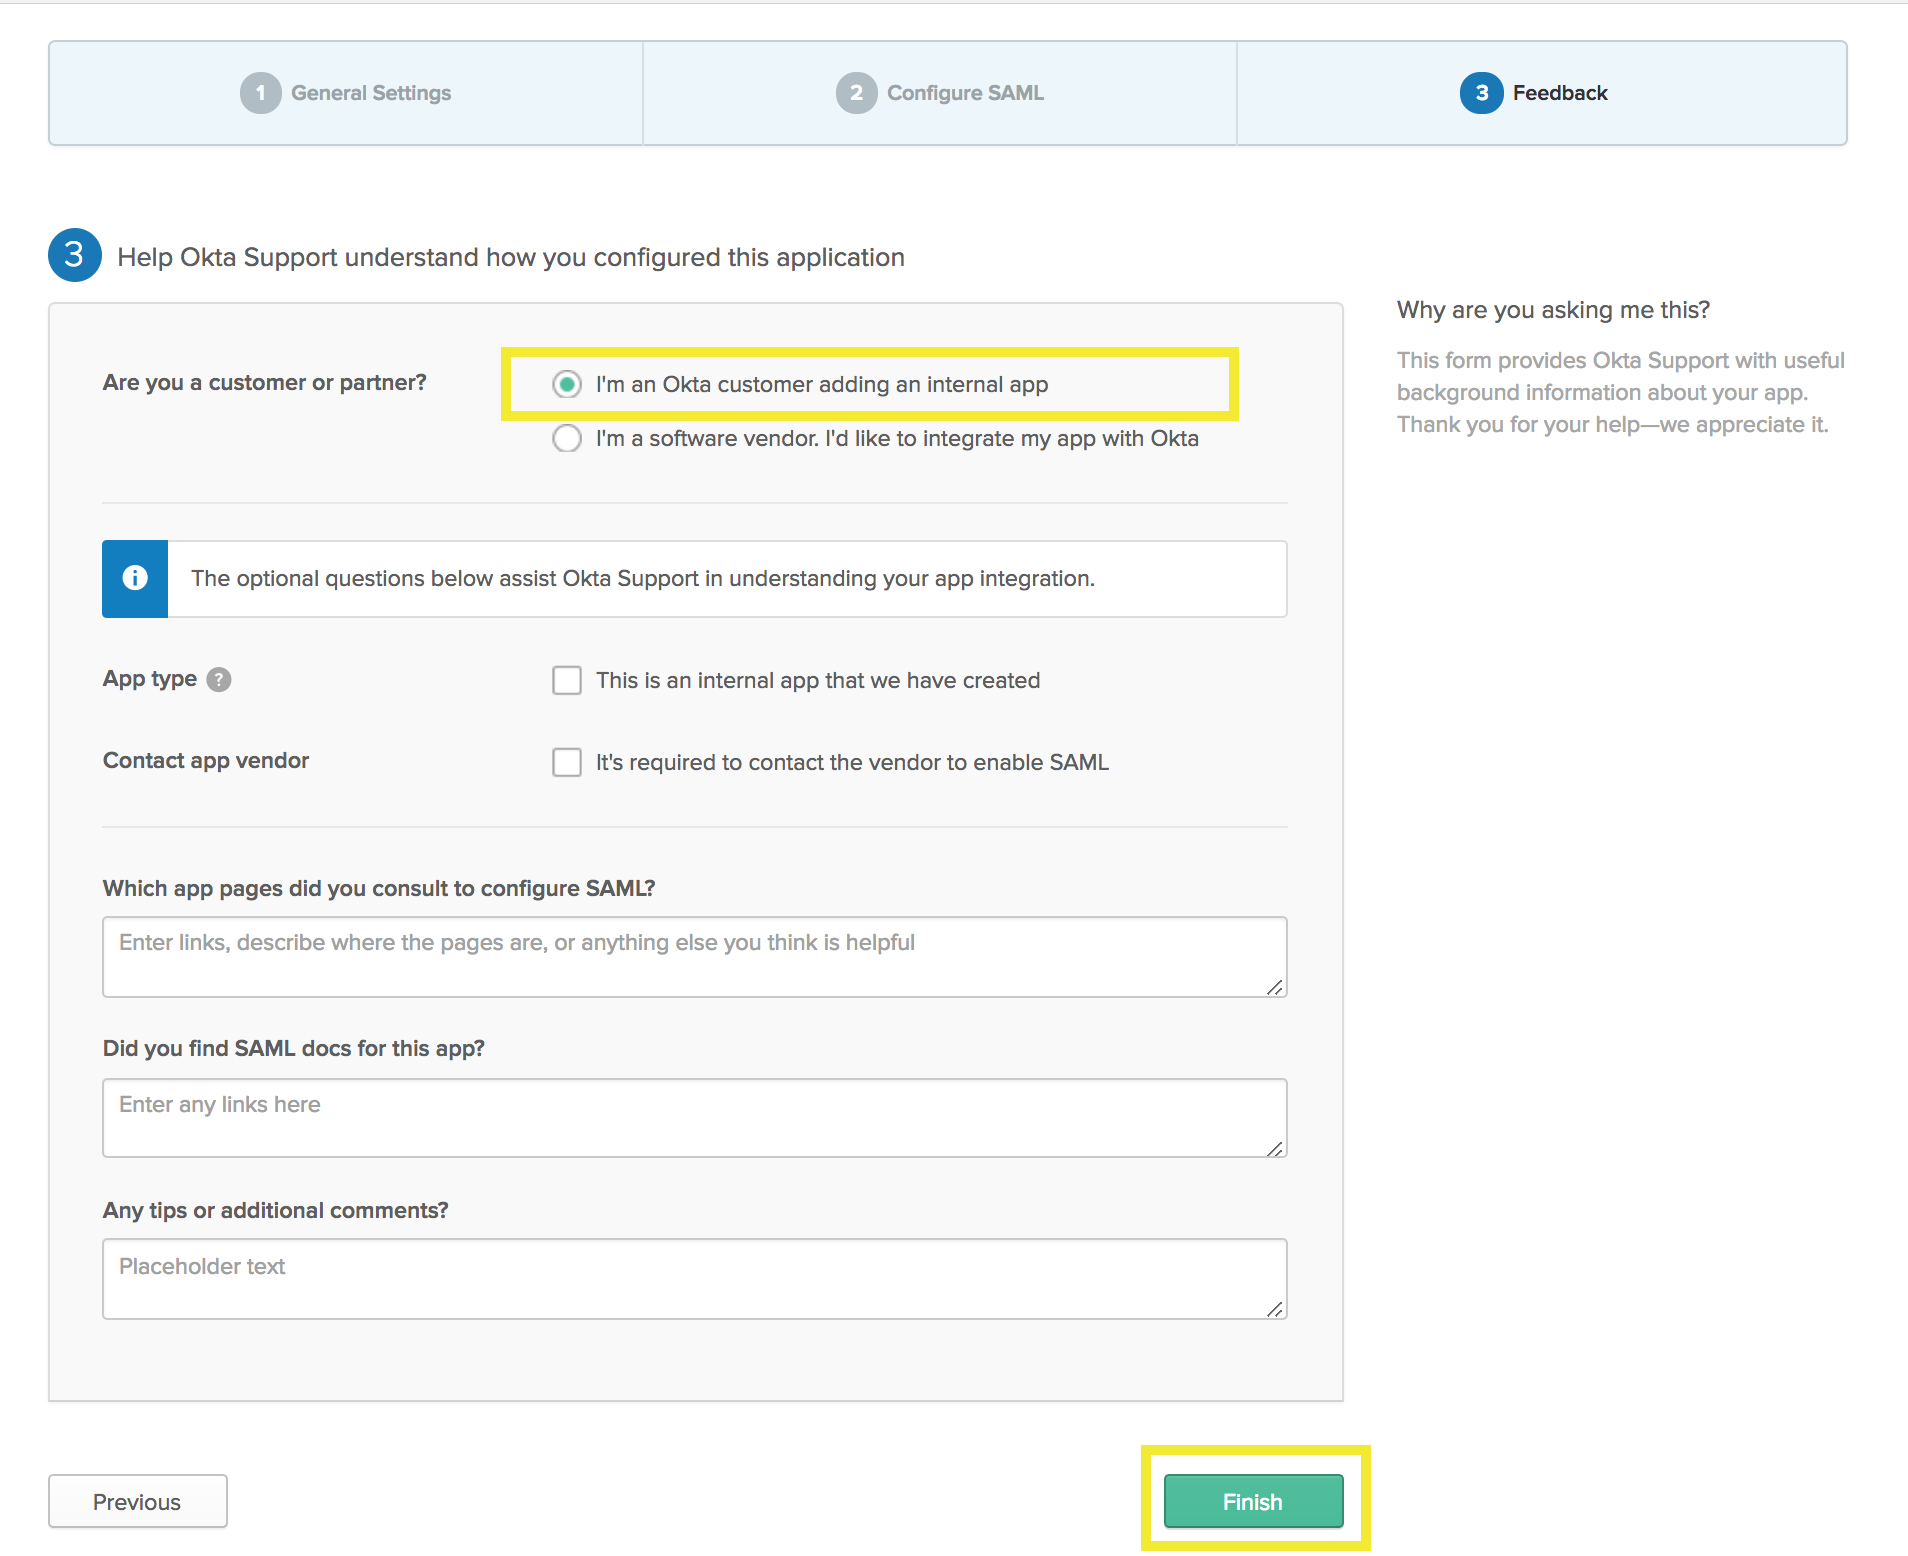 1 General Settings
2 Configure SAML
3 Feedback
3 Help Okta Support understand how you configured this application
Why are you asking me this?
This form provides Okta Support with useful
background information about your app.
Thank you for your help—we appreciate it.
Are you a customer or partner?
I'm an Okta customer adding an internal app
I'm a software vendor. I'd like to integrate my app with Okta
i The optional questions below assist Okta Support in understanding your app integration.
App type ?
This is an internal app that we have created
Contact app vendor
It's required to contact the vendor to enable SAML
Which app pages did you consult to configure SAML?
Enter links, describe where the pages are, or anything else you think is helpful
Did you find SAML docs for this app?
Enter any links here
Any tips or additional comments?
Placeholder text
Previous
Finish